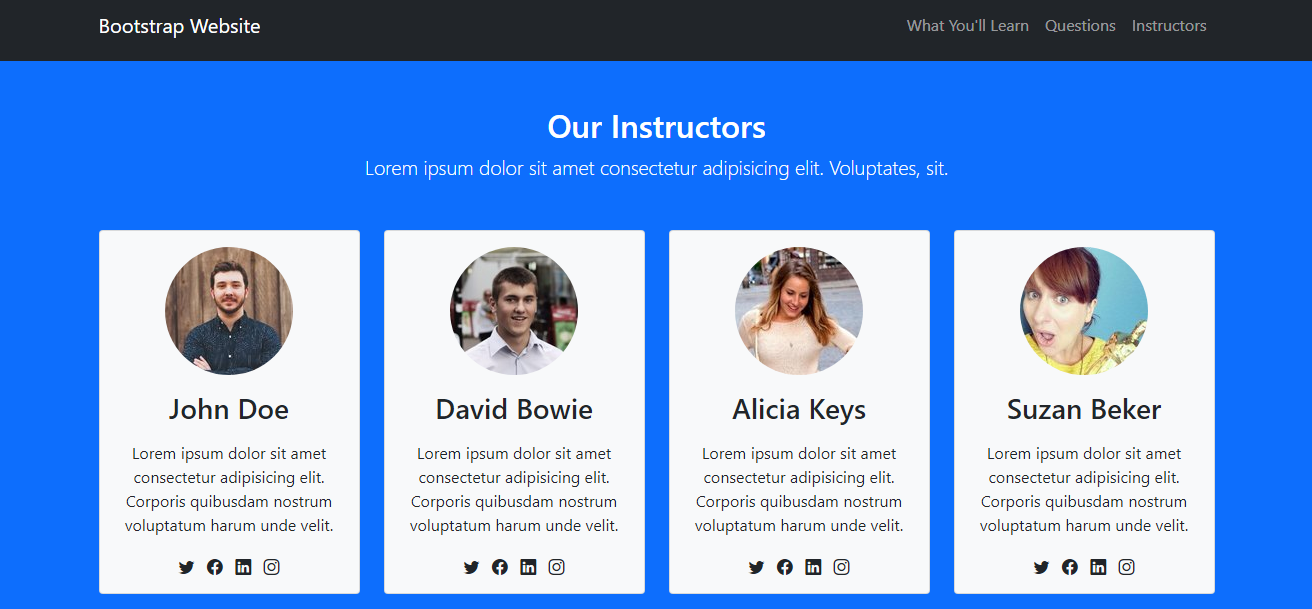 Bootstrap Website
What You'll Learn Questions Instructors
Our Instructors
Lorem ipsum dolor sit amet consectetur adipisicing elit. Voluptates, sit.
John Doe
Lorem ipsum dolor sit amet
consectetur adipisicing elit.
Corporis quibusdam nostrum
voluptatum harum unde velit.
David Bowie
Lorem ipsum dolor sit amet
consectetur adipisicing elit.
Corporis quibusdam nostrum
voluptatum harum unde velit.
Alicia Keys
Lorem ipsum dolor sit amet
consectetur adipisicing elit.
Corporis quibusdam nostrum
voluptatum harum unde velit.
Suzan Beker
Lorem ipsum dolor sit amet
consectetur adipisicing elit.
Corporis quibusdam nostrum
voluptatum harum unde velit.